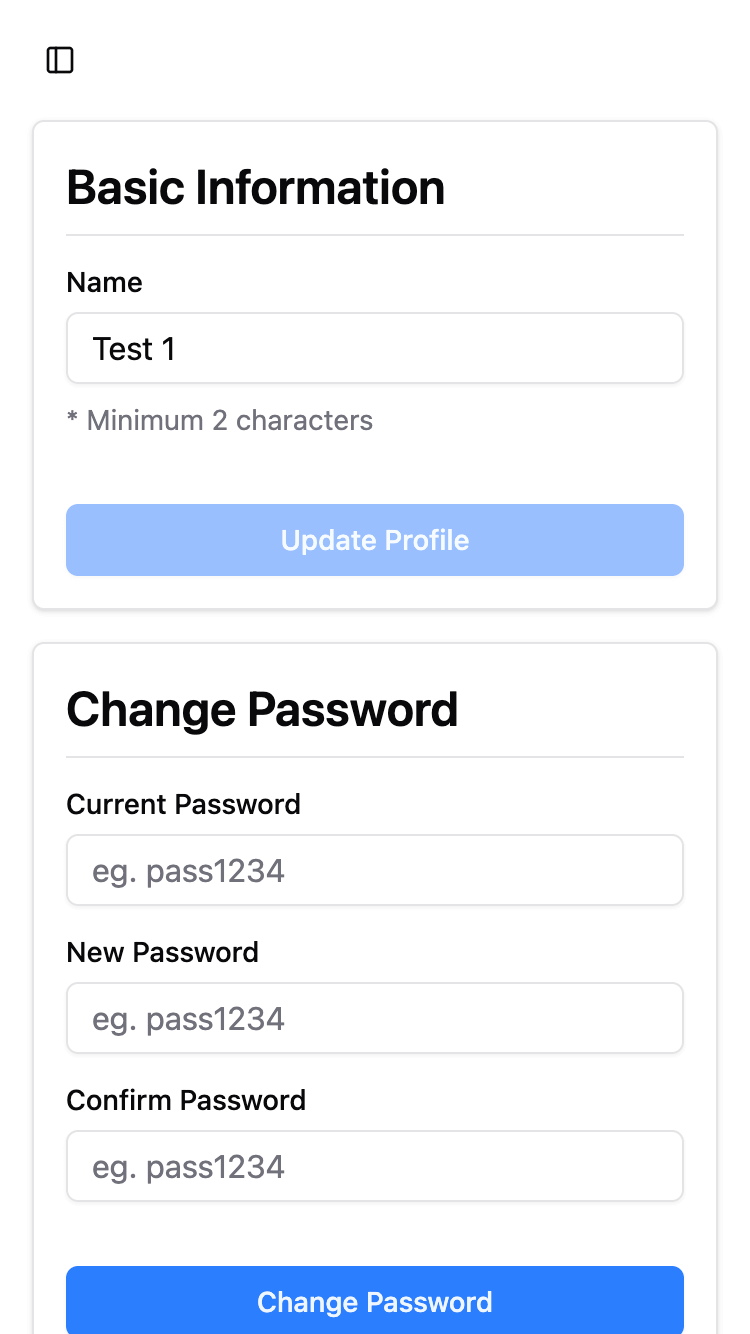 Basic Information
Name
Test 1
* Minimum 2 characters
Update Profile
Change Password
Current Password
eg. pass1234
New Password
eg. pass1234
Confirm Password
eg. pass1234
Change Password